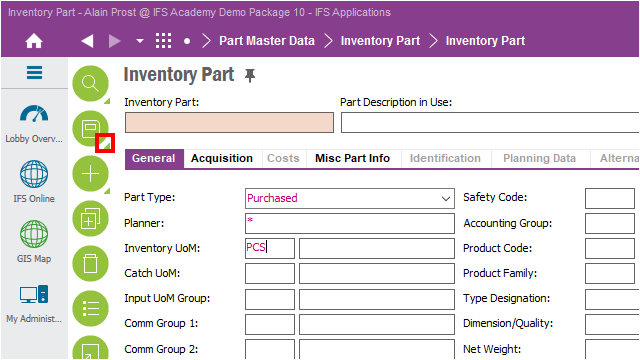 Inventory Part - Alain Prost @ IFS Academy Demo Package 10 - IFS Applications
Part Master Data Inventory Part Inventory Part
Inventory Part
Inventory Part: Part Description in Use:
Lobby Overv...
General Acquisition Costs Misc Part Info Identification Planning Data Alterna
IFS Online
Part Type: Purchased Safety Code:
Planner: * Accounting Group:
GIS Map
Inventory UoM: PCS Product Code:
Catch UoM: Product Family:
Input UoM Group: Type Designation:
My Administ...
Comm Group 1: Dimension/Quality:
Comm Group 2: Net Weight: